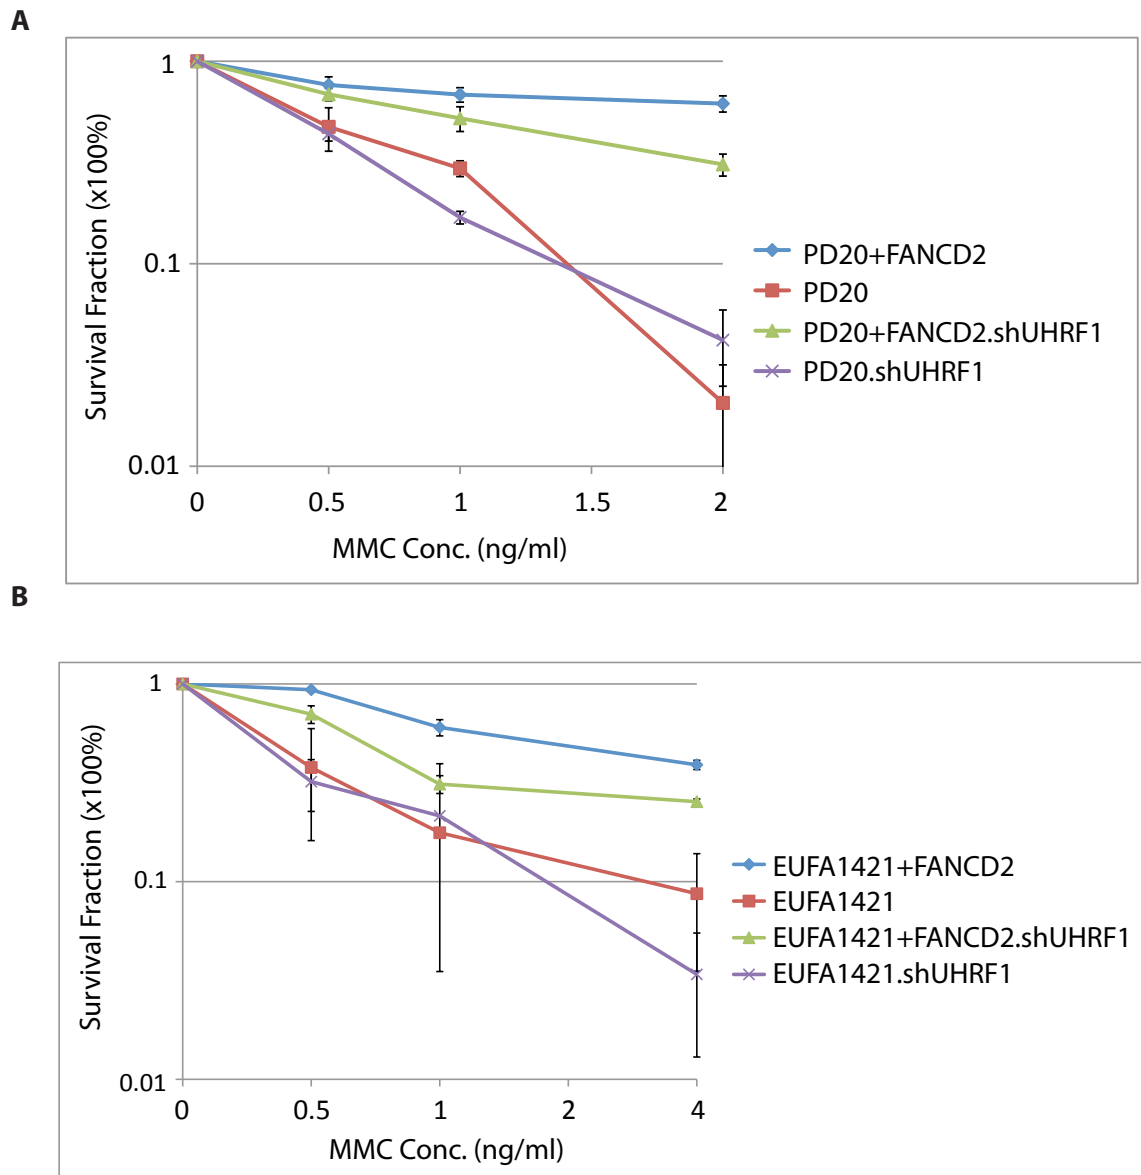 A
Survival Fraction (x100%)
1
0.1
0.01
0
0.5
1
1.5
2
MMC Conc. (ng/ml)
PD20+FANCD2
PD20
PD20+FANCD2.shUHRF1
PD20.shUHRF1
B
Survival Fraction (x100%)
1
0.1
0.01
0
0.5
1
2
4
MMC Conc. (ng/ml)
EUFA1421+FANCD2
EUFA1421
EUFA1421+FANCD2.shUHRF1
EUFA1421.shUHRF1